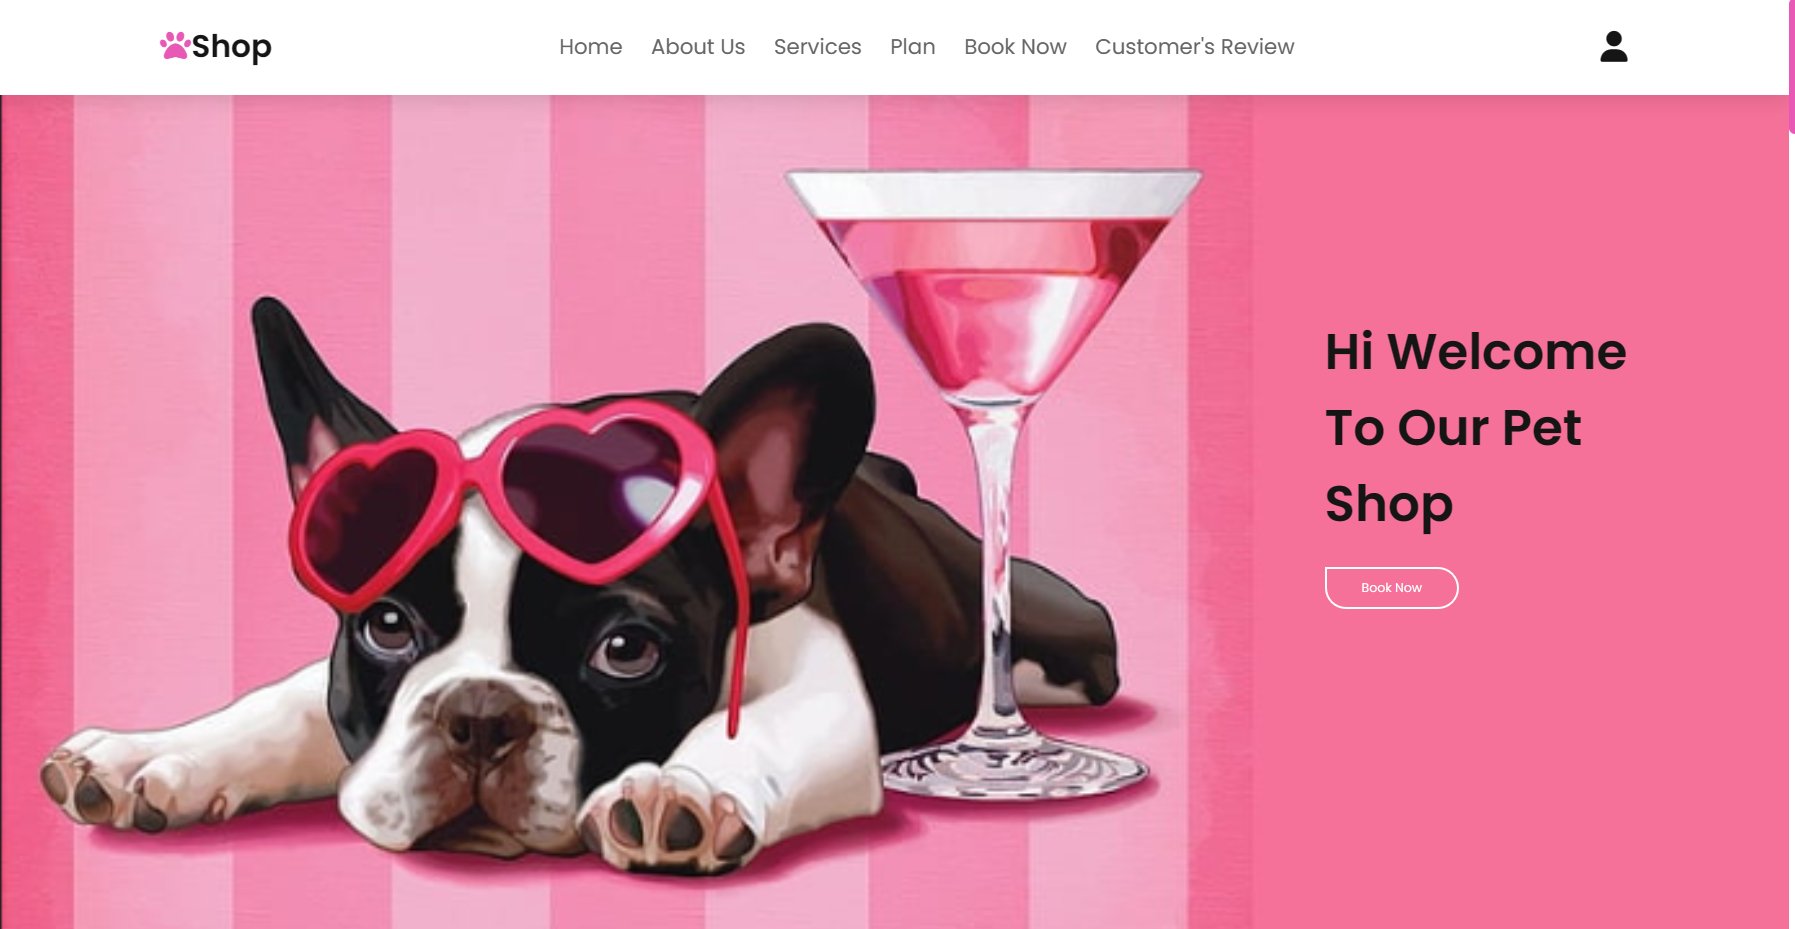 Shop
Home About Us Services Plan Book Now Customer's Review
Hi Welcome
To Our Pet
Shop
Book Now